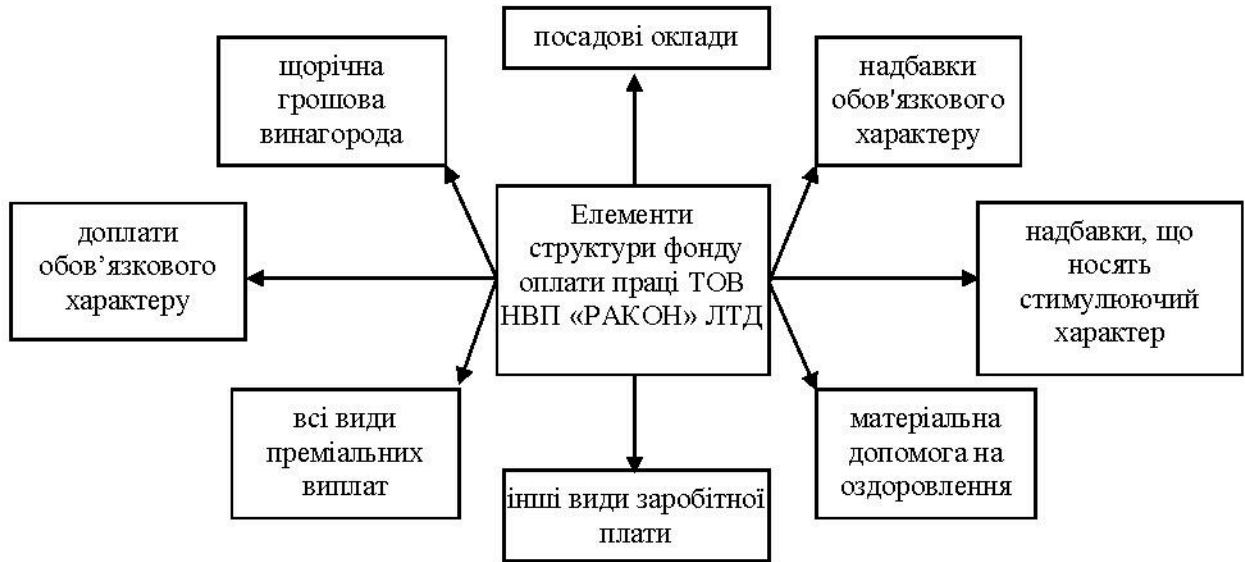 посадові оклади
щорічна
грошова
винагорода
надбавки
обов'язкового
характеру
доплати
обов’язкового
характеру
Елементи
структури фонду
оплати праці ТОВ
НВП «РАКОН» ЛТД
надбавки, що
носять
стимулюючий
характер
всі види
преміальних
виплат
інші види заробітної
плати
матеріальна
допомога на
оздоровлення